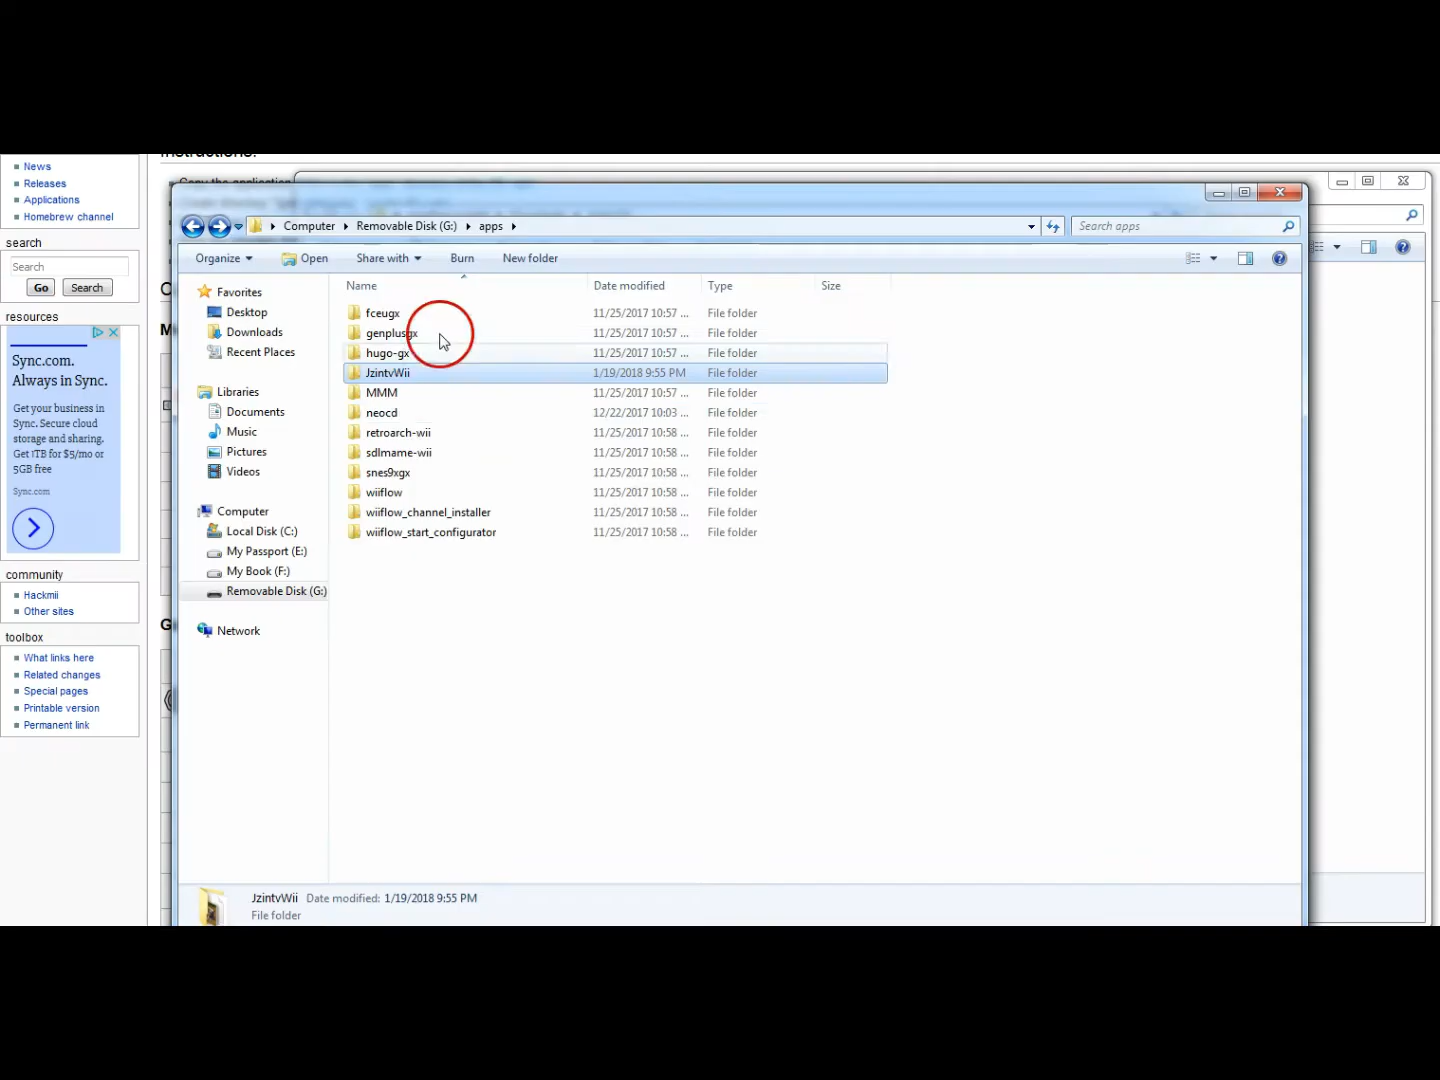 Instructions:
News
Releases
Applications
Homebrew channel
search
Search
Go Search
resources
Sync.com.
Always in Sync.
Get your business in
Sync. Secure cloud
storage and sharing.
Get 1TB for $5/mo or
5GB free
Sync.com
community
Hackmii
Other sites
toolbox
What links here
Related changes
Special pages
Printable version
Permanent link
Copy the application
Computer Removable Disk (G:) apps
Search apps
Organize Open Share with Burn New folder
Favorites
Desktop
Downloads
Recent Places
Libraries
Documents
Music
Pictures
Videos
Computer
Local Disk (C:)
My Passport (E:)
My Book (F:)
Removable Disk (G:)
Network
Name Date modified Type Size
fceugx 11/25/2017 10:57 ... File folder
genplusgx 11/25/2017 10:57 ... File folder
hugo-gx 11/25/2017 10:57 ... File folder
JzintvWii 1/19/2018 9:55 PM File folder
MMM 11/25/2017 10:57 ... File folder
neocd 12/22/2017 10:03 ... File folder
retroarch-wii 11/25/2017 10:58 ... File folder
sdlmame-wii 11/25/2017 10:58 ... File folder
snes9xgx 11/25/2017 10:58 ... File folder
wiiflow 11/25/2017 10:58 ... File folder
wiiflow_channel_installer 11/25/2017 10:58 ... File folder
wiiflow_start_configurator 11/25/2017 10:58 ... File folder
JzintvWii Date modified: 1/19/2018 9:55 PM
File folder